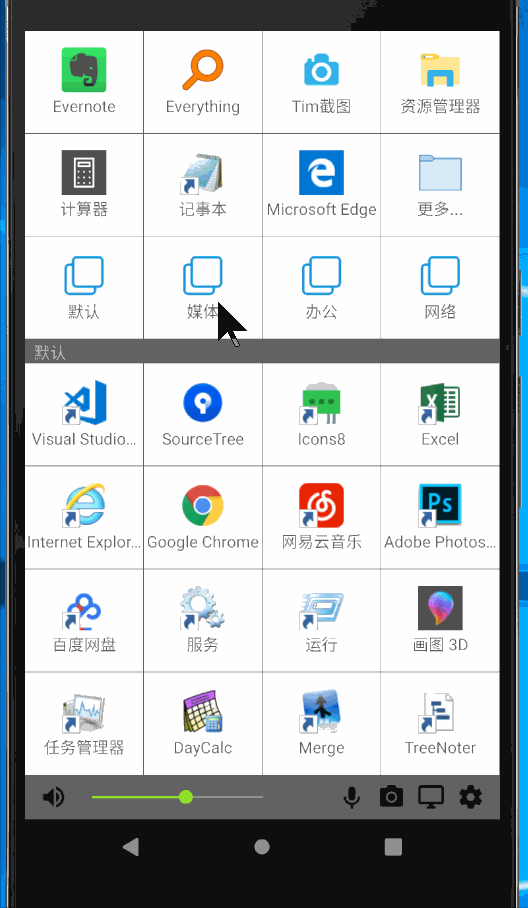 Evernote
Everything
Tim截图
资源管理器
计算器
记事本
Microsoft Edge
更多...
默认
媒体
办公
网络
默认
Visual Studio...
SourceTree
Icons8
Excel
Internet Explor...
Google Chrome
网易云音乐
Adobe Photos...
百度网盘
服务
运行
画图 3D
任务管理器
DayCalc
Merge
TreeNoter